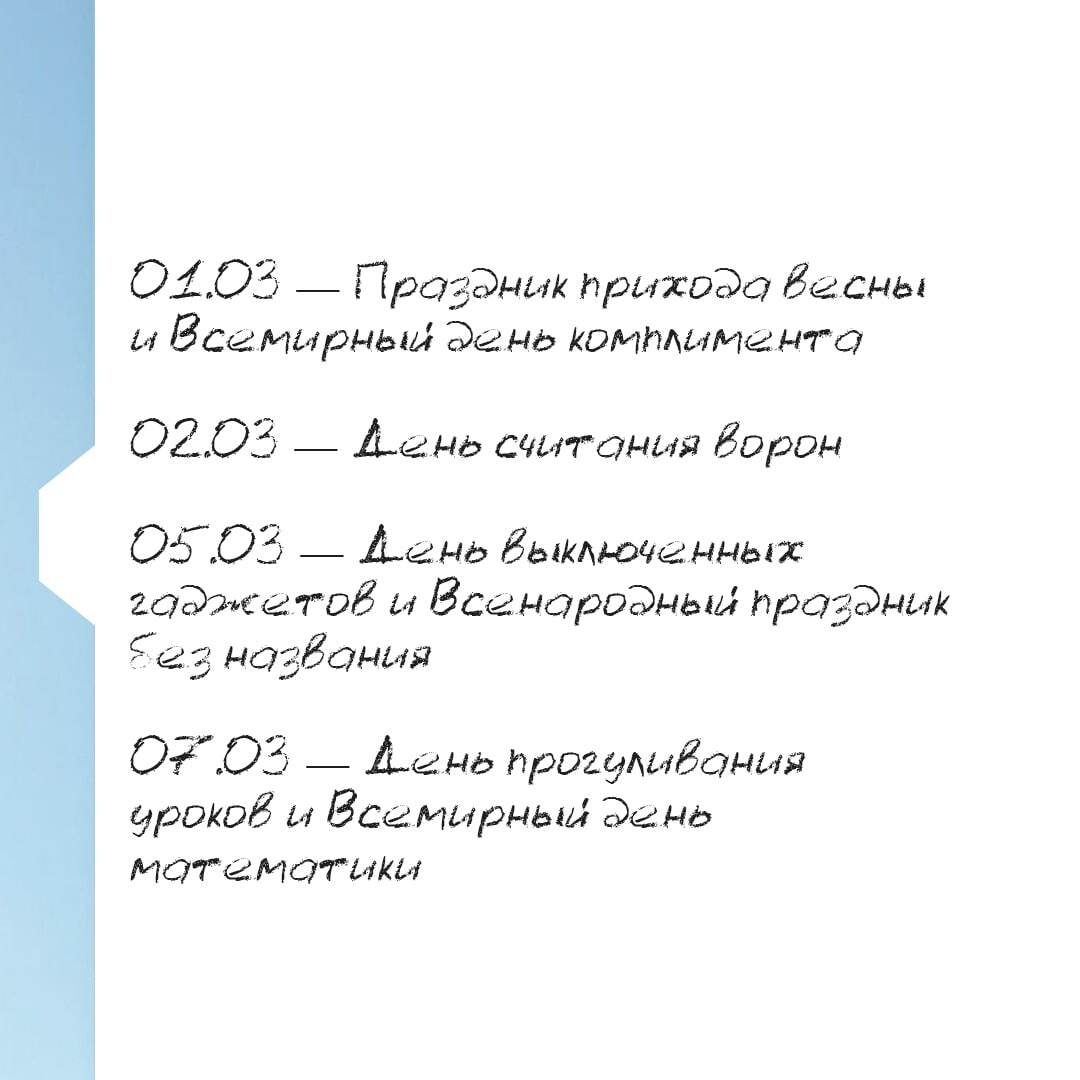 01.03 — Праздник прихода весны
и Всемирный день комплимента
02.03 — День считания ворон
05.03 — День выключенных
гаджетов и Всенародный праздник
без названия
07.03 — День прогуливания
уроков и Всемирный день
математики